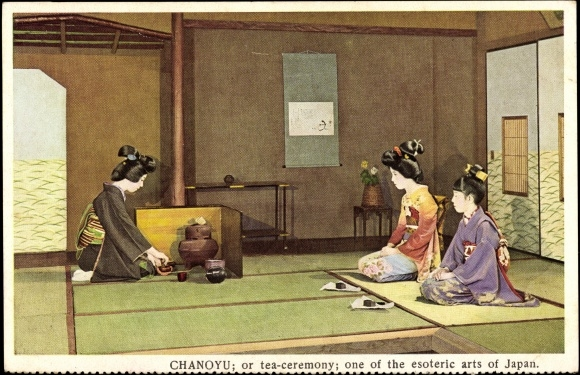 CHANOYU; or tea-ceremony; one of the esoteric arts of Japan.